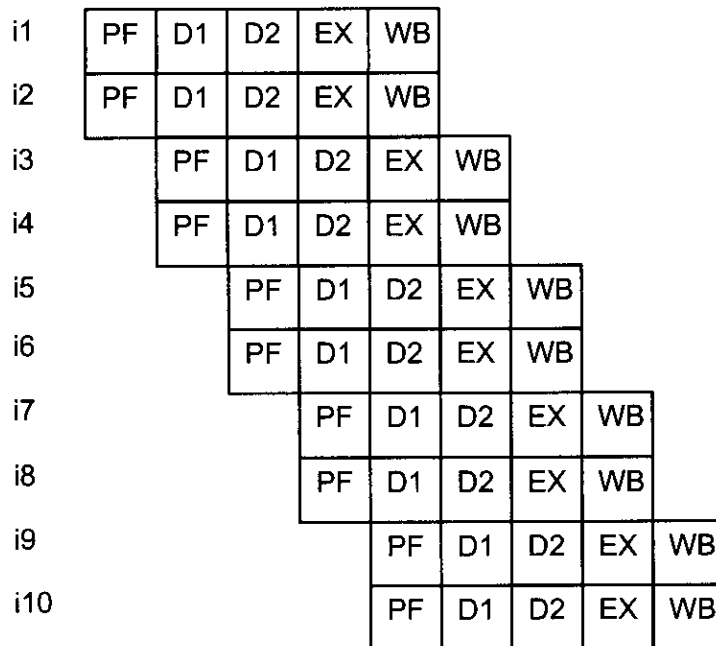 i1 PF D1 D2 EX WB
i2 PF D1 D2 EX WB
i3 PF D1 D2 EX WB
i4 PF D1 D2 EX WB
i5 PF D1 D2 EX WB
i6 PF D1 D2 EX WB
i7 PF D1 D2 EX WB
i8 PF D1 D2 EX WB
i9 PF D1 D2 EX WB
i10 PF D1 D2 EX WB